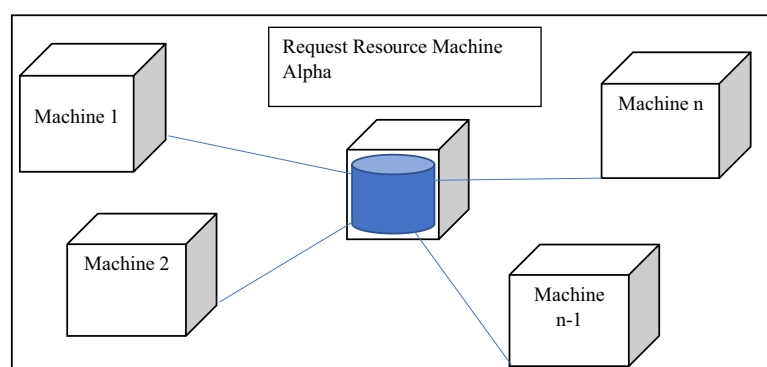 Request Resource Machine
Alpha
Machine 1
Machine n
Machine 2
Machine
n-1